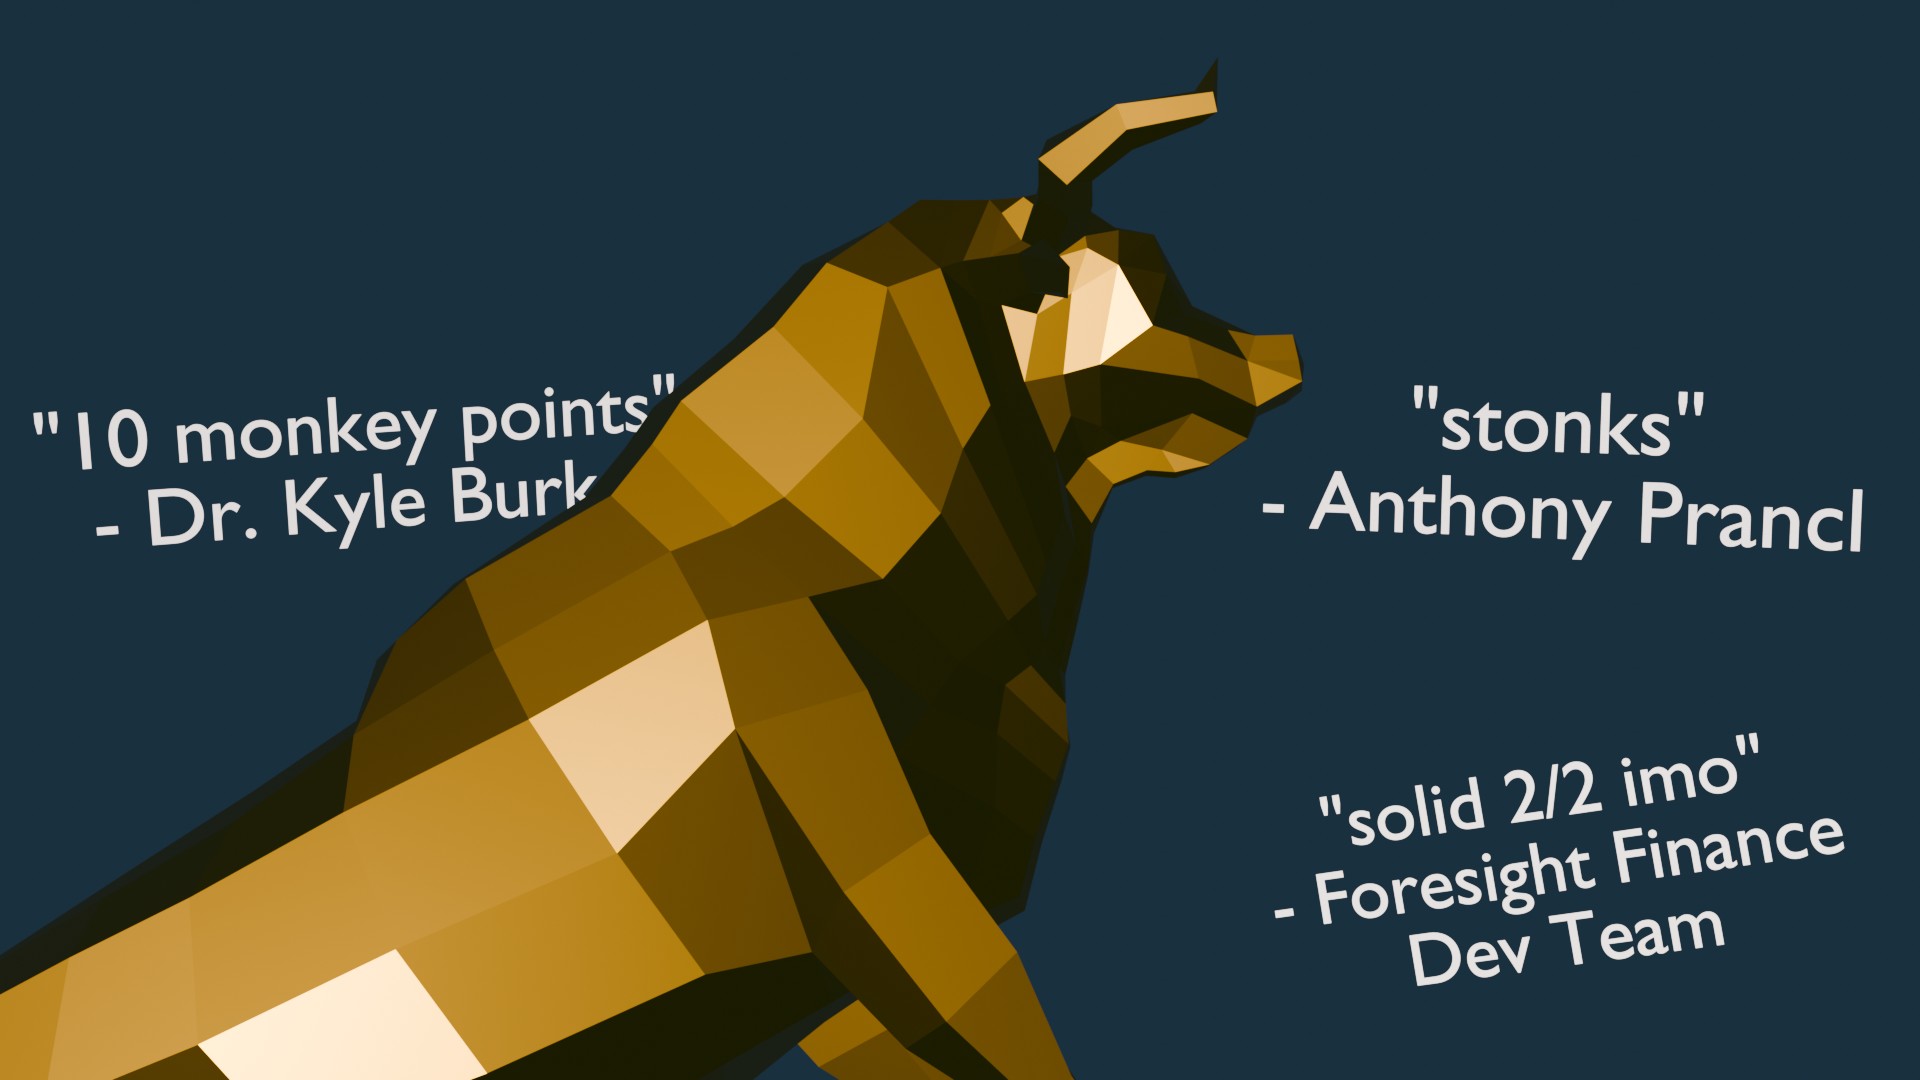 "10 monkey points"
- Dr. Kyle Burk
"stonks"
- Anthony Prancl
"solid 2/2 imo"
- Foresight Finance
Dev Team